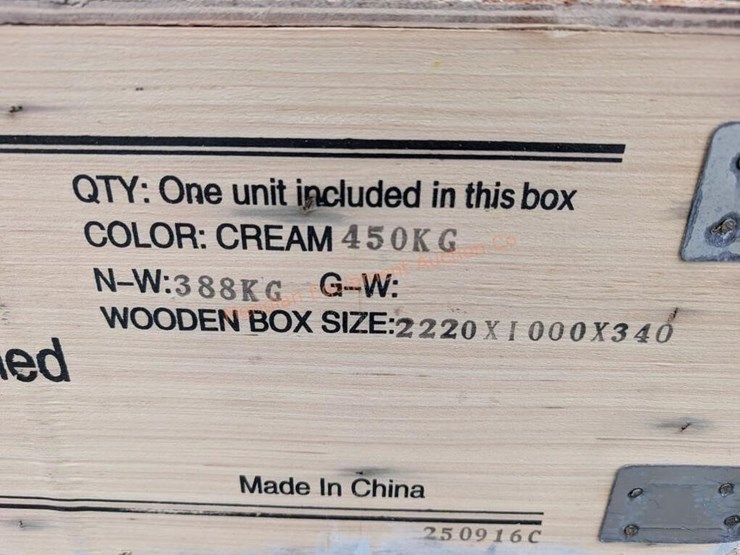 QTY: One unit included in this box
COLOR: CREAM 450KG
N-W:388KG G-W:
WOODEN BOX SIZE:2220X1000X340
Made In China
250916C